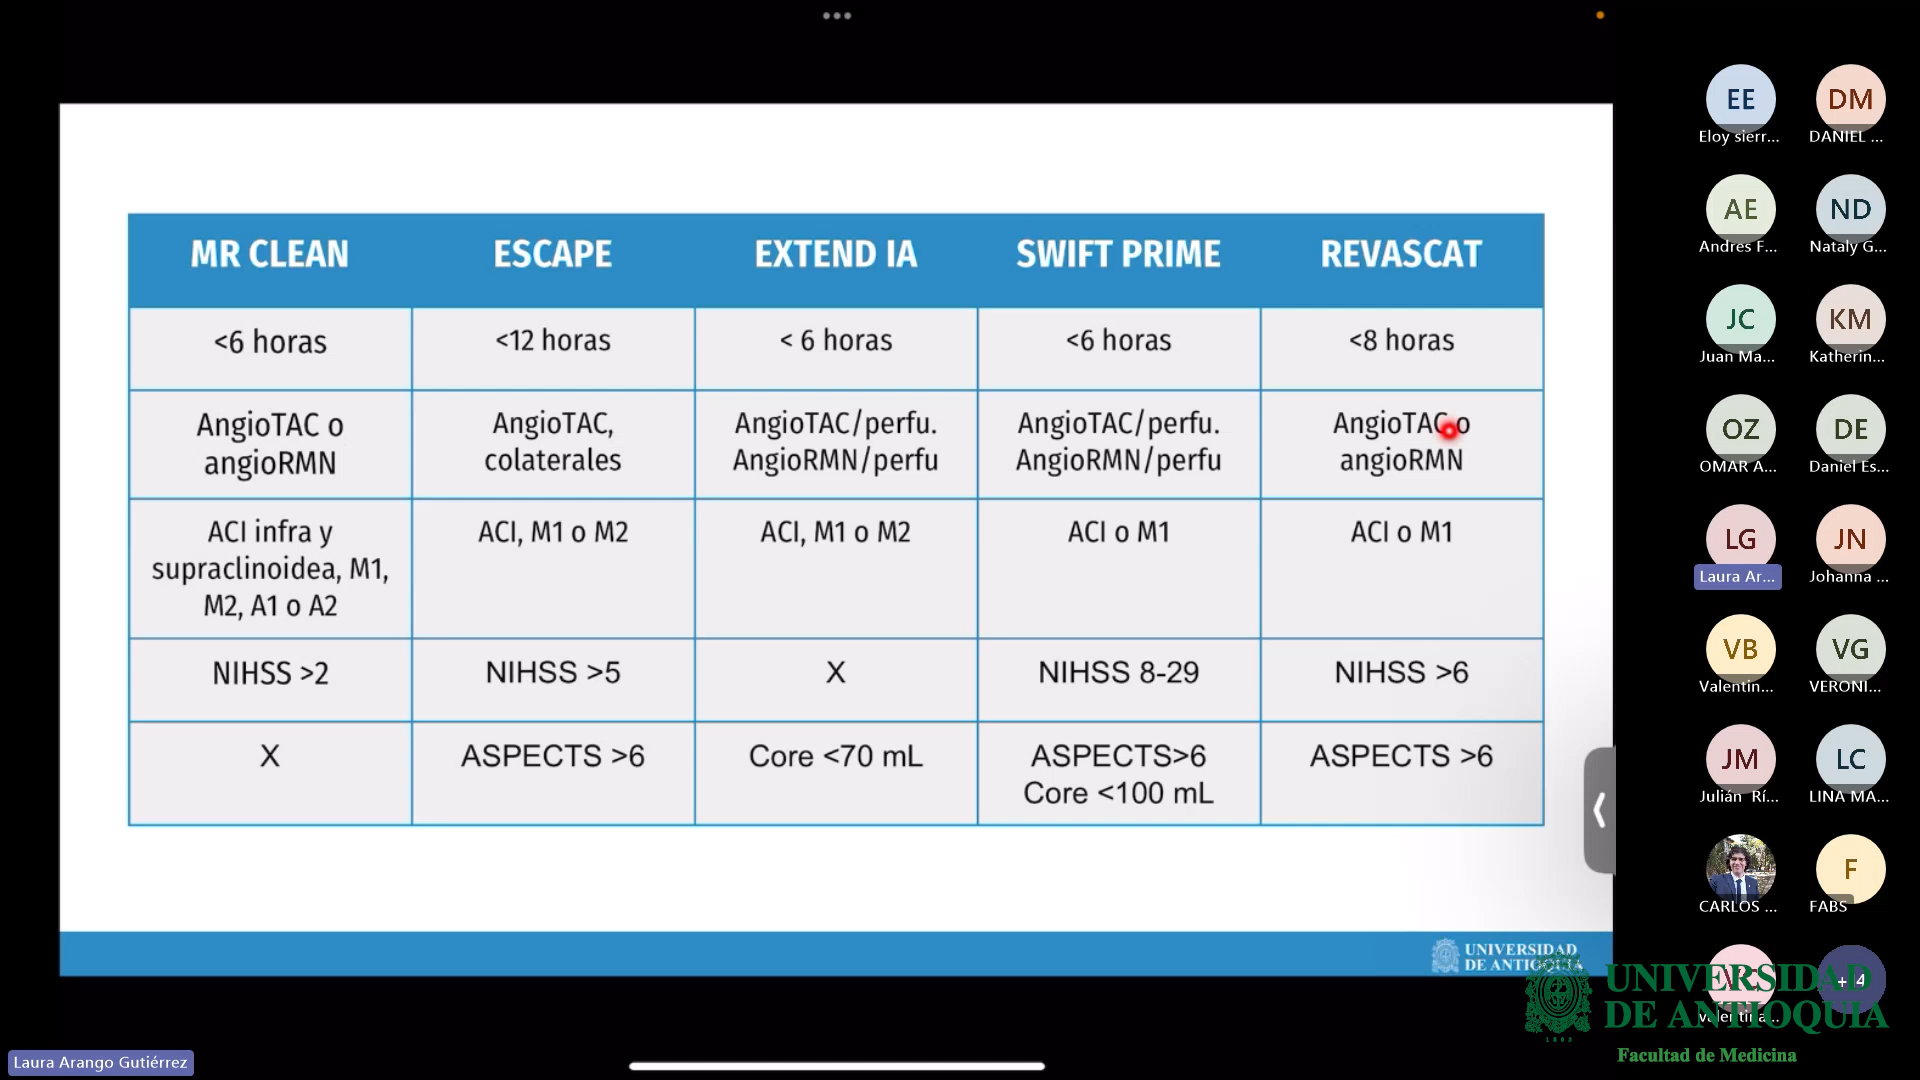 MR CLEAN
ESCAPE
EXTEND IA
SWIFT PRIME
REVASCAT
<6 horas
<12 horas
< 6 horas
<6 horas
<8 horas
AngioTAC o
angioRMN
AngioTAC,
colaterales
AngioTAC/perfu.
AngioRMN/perfu
AngioTAC/perfu.
AngioRMN/perfu
AngioTAC o
angioRMN
ACI infra y
supraclinoidea, M1,
M2, A1 o A2
ACI, M1 o M2
ACI, M1 o M2
ACI o M1
ACI o M1
NIHSS >2
NIHSS >5
X
NIHSS 8-29
NIHSS >6
X
ASPECTS >6
Core <70 mL
ASPECTS>6
Core <100 mL
ASPECTS >6
UNIVERSIDAD
DE ANTIOQUIA
EE
Eloy sierr...
DM
DANIEL ...
AE
Andres F...
ND
Nataly G...
JC
Juan Ma...
KM
Katherin...
OZ
OMAR A...
DE
Daniel Es...
LG
Laura Ar...
JN
Johanna ...
VB
Valentin...
VG
VERONI...
JM
Julián Rí...
LC
LINA MA...
CARLOS ...
F
FABS
valentina...
+14
UNIVERSIDAD
DE ANTIOQUIA
1803
Facultad de Medicina
Laura Arango Gutiérrez